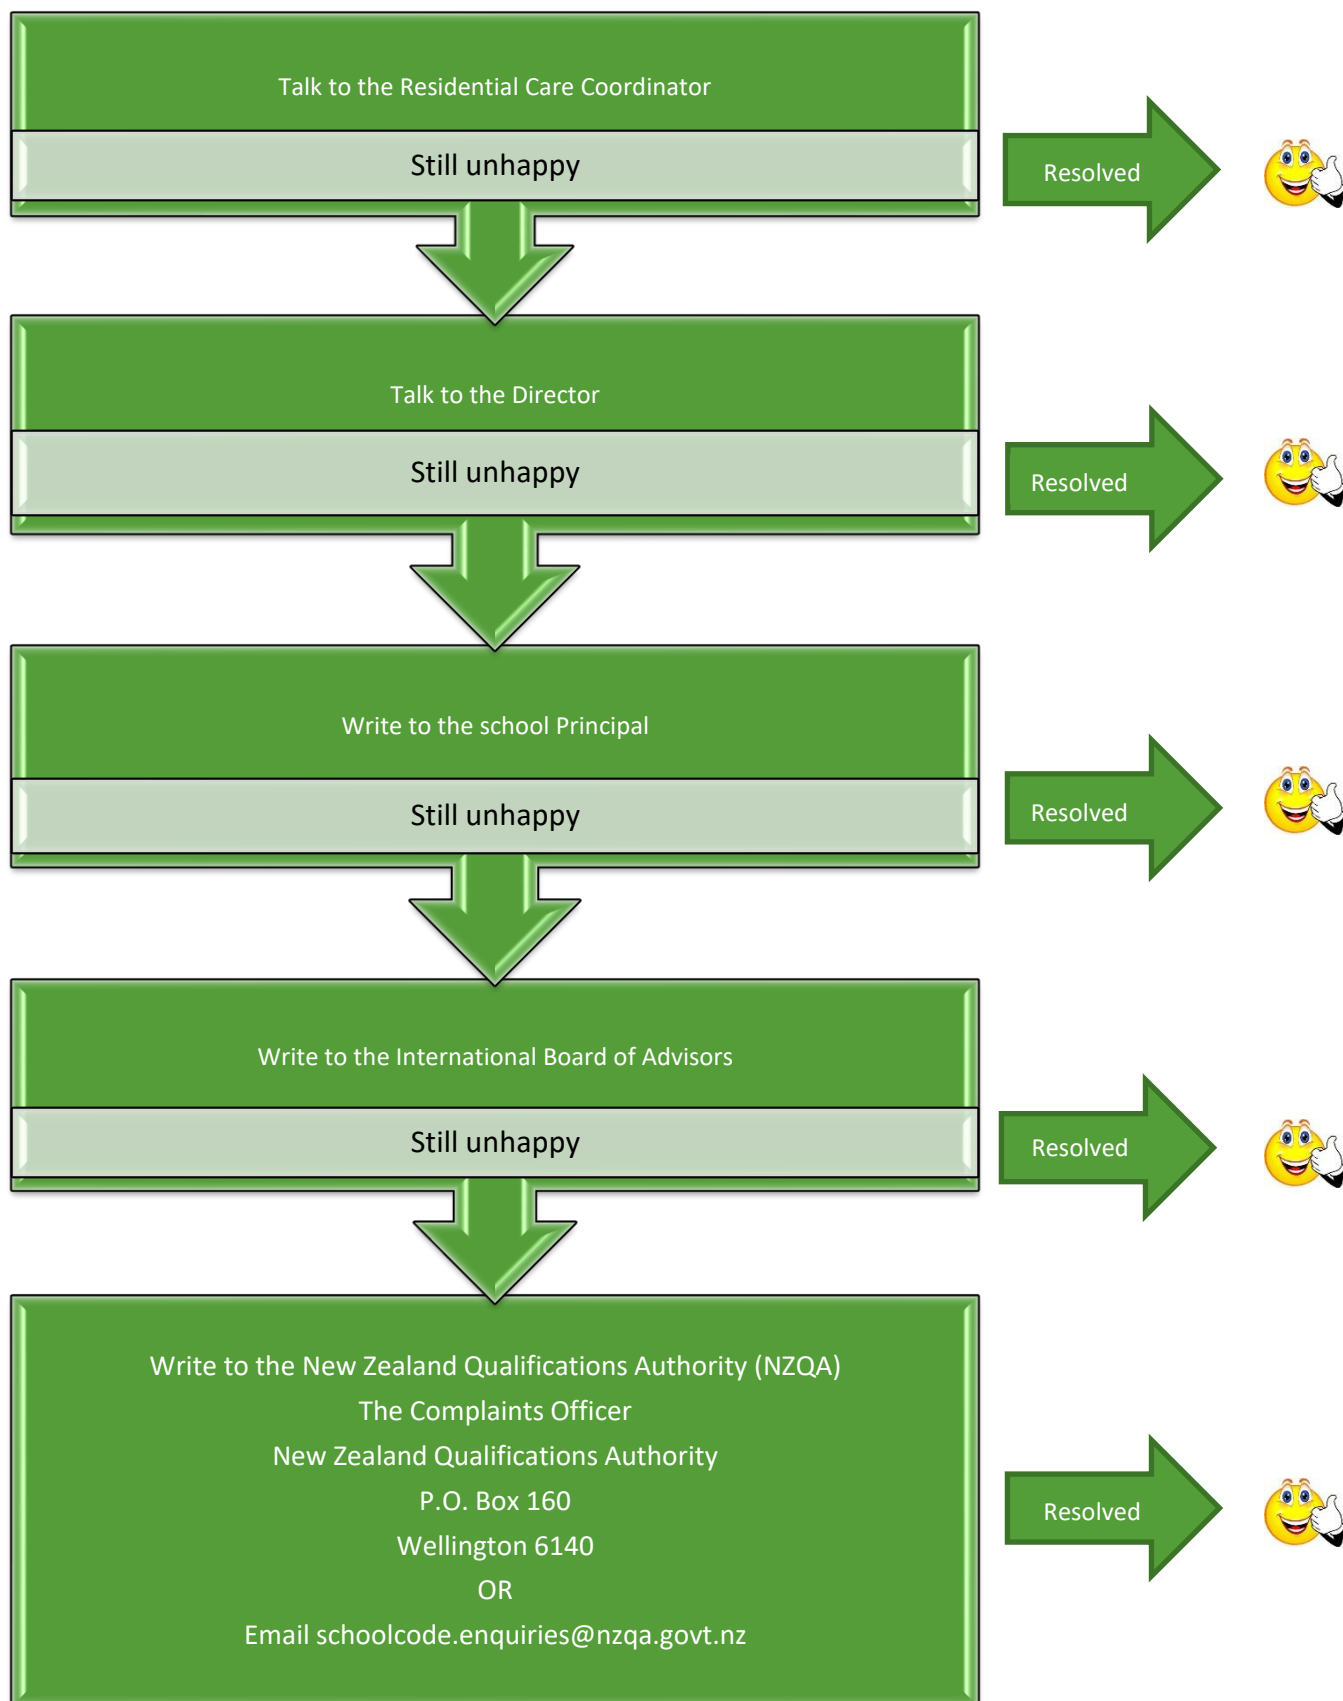 Talk to the Residential Care Coordinator
Still unhappy
Resolved
Talk to the Director
Still unhappy
Resolved
Write to the school Principal
Still unhappy
Resolved
Write to the International Board of Advisors
Still unhappy
Resolved
Write to the New Zealand Qualifications Authority (NZQA)
The Complaints Officer
New Zealand Qualifications Authority
P.O. Box 160
Wellington 6140
OR
Email schoolcode.enquiries@nzqa.govt.nz
Resolved